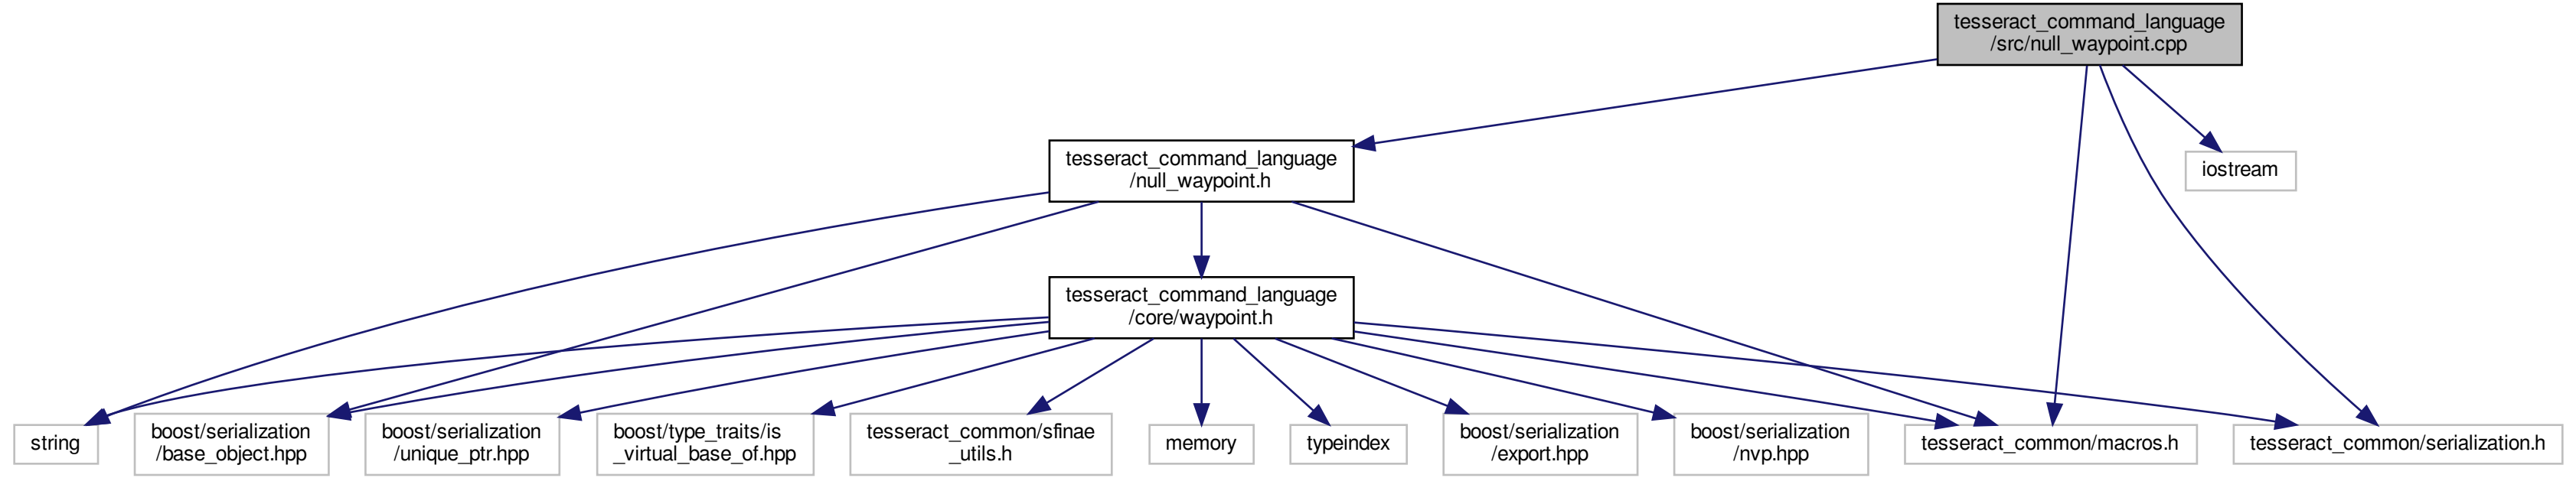 tesseract_command_language
/src/null_waypoint.cpp
tesseract_command_language
/null_waypoint.h
iostream
tesseract_command_language
/core/waypoint.h
string
boost/serialization
/base_object.hpp
boost/serialization
/unique_ptr.hpp
boost/type_traits/is
_virtual_base_of.hpp
tesseract_common/sfinae
_utils.h
memory
typeindex
boost/serialization
/export.hpp
boost/serialization
/nvp.hpp
tesseract_common/macros.h
tesseract_common/serialization.h